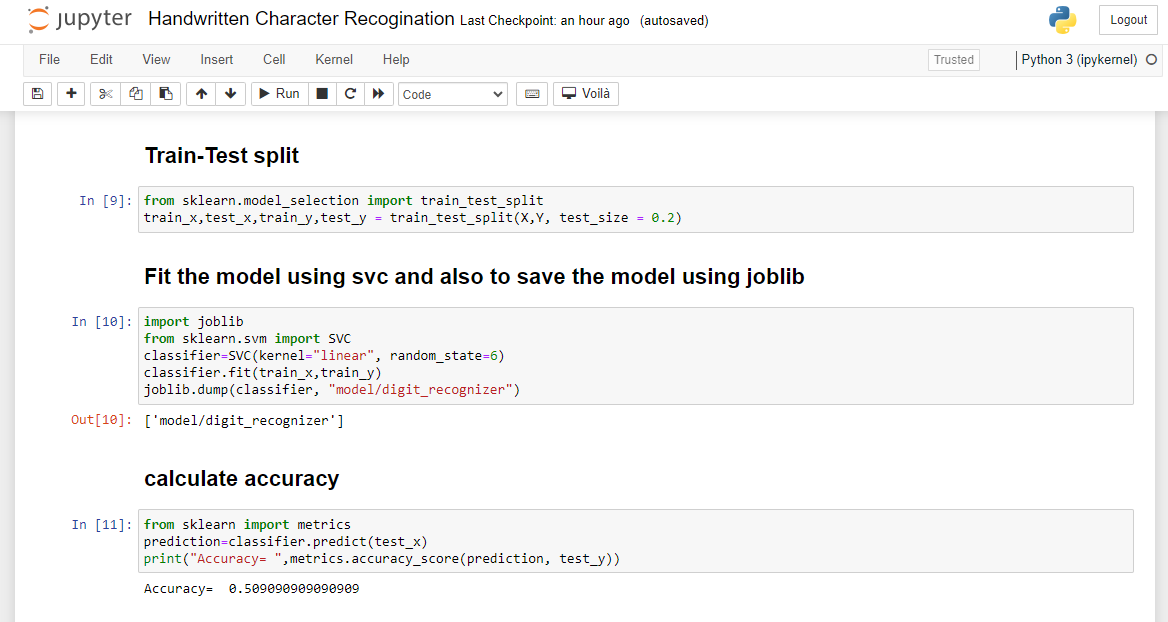 jupyter Handwritten Character Recogination Last Checkpoint: an hour ago (autosaved)
Logout
File Edit View Insert Cell Kernel Help Trusted Python 3 (ipykernel)
Run Code Voilà
Train-Test split
In [9]: from sklearn.model_selection import train_test_split
train_x,test_x,train_y,test_y = train_test_split(X,Y, test_size = 0.2)
Fit the model using svc and also to save the model using joblib
In [10]: import joblib
from sklearn.svm import SVC
classifier=SVC(kernel="linear", random_state=6)
classifier.fit(train_x,train_y)
joblib.dump(classifier, "model/digit_recognizer")
Out[10]: ['model/digit_recognizer']
calculate accuracy
In [11]: from sklearn import metrics
prediction=classifier.predict(test_x)
print("Accuracy= ",metrics.accuracy_score(prediction, test_y))
Accuracy=  0.509090909090909